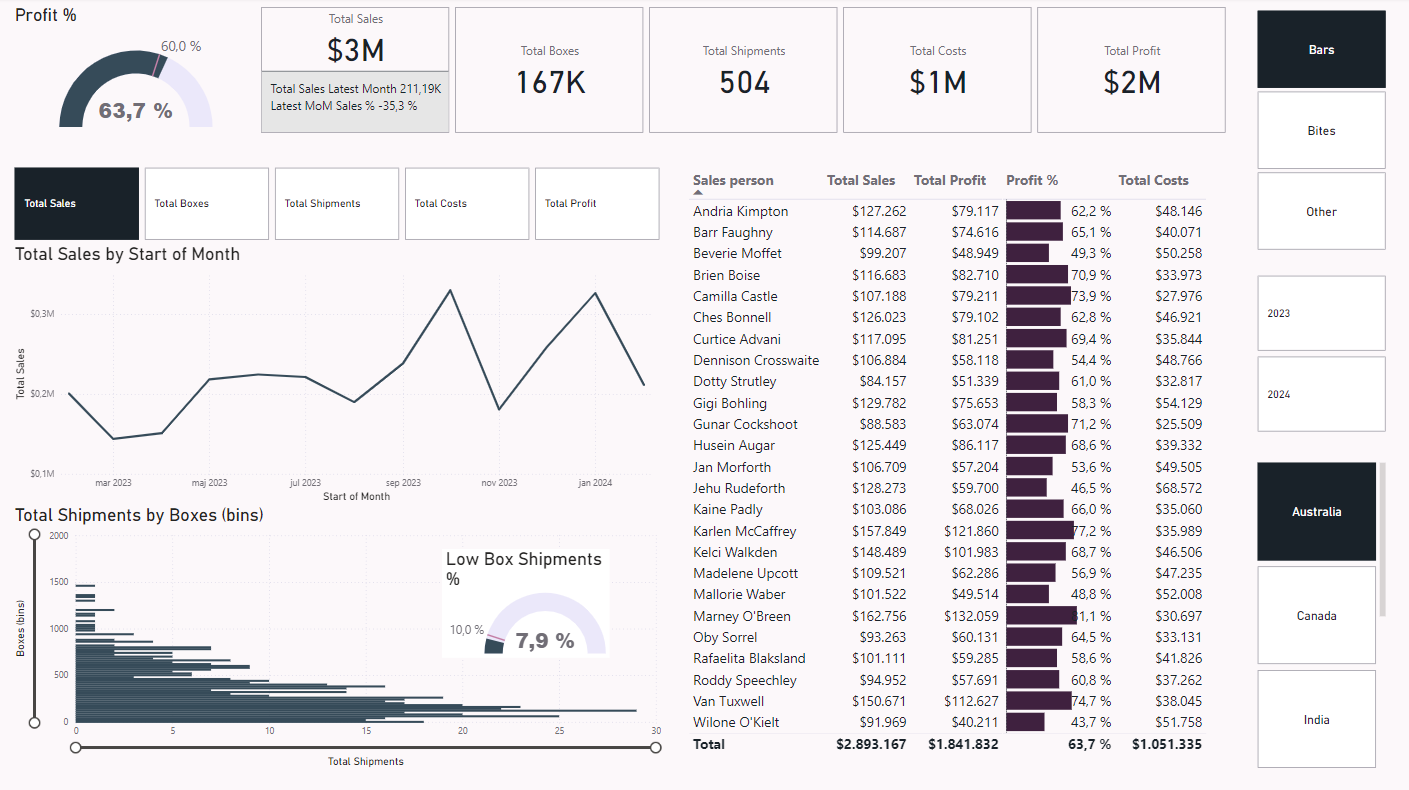 Profit %
60,0 %
63,7 %
Total Sales
$3M
Total Sales Latest Month 211,19K
Latest MoM Sales % -35,3 %
Total Boxes
167K
Total Shipments
504
Total Costs
$1M
Total Profit
$2M
Bars
Bites
Other
2023
2024
Australia
Canada
India
Total Sales
Total Boxes
Total Shipments
Total Costs
Total Profit
Total Sales by Start of Month
Total Sales
$0,3M
$0,2M
$0,1M
mar 2023 maj 2023 jul 2023 sep 2023 nov 2023 jan 2024
Start of Month
Total Shipments by Boxes (bins)
Boxes (bins)
2000
1500
1000
500
0
0 5 10 15 20 25 30
Total Shipments
Low Box Shipments
%
10,0 %
7,9 %
Sales person Total Sales Total Profit Profit % Total Costs
Andria Kimpton $127.262 $79.117 62,2 % $48.146
Barr Faughny $114.687 $74.616 65,1 % $40.071
Beverie Moffet $99.207 $48.949 49,3 % $50.258
Brien Boise $116.683 $82.710 70,9 % $33.973
Camilla Castle $107.188 $79.211 73,9 % $27.976
Ches Bonnell $126.023 $79.102 62,8 % $46.921
Curtice Advani $117.095 $81.251 69,4 % $35.844
Dennison Crosswaite $106.884 $58.118 54,4 % $48.766
Dotty Strutley $84.157 $51.339 61,0 % $32.817
Gigi Bohling $129.782 $75.653 58,3 % $54.129
Gunar Cockshoot $88.583 $63.074 71,2 % $25.509
Husein Augar $125.449 $86.117 68,6 % $39.332
Jan Morforth $106.709 $57.204 53,6 % $49.505
Jehu Rudeforth $128.273 $59.700 46,5 % $68.572
Kaine Padly $103.086 $68.026 66,0 % $35.060
Karlen McCaffrey $157.849 $121.860 77,2 % $35.989
Kelci Walkden $148.489 $101.983 68,7 % $46.506
Madelene Upcott $109.521 $62.286 56,9 % $47.235
Mallorie Waber $101.522 $49.514 48,8 % $52.008
Marney O'Breen $162.756 $132.059 81,1 % $30.697
Oby Sorrel $93.263 $60.131 64,5 % $33.131
Rafaelita Blaksland $101.111 $59.285 58,6 % $41.826
Roddy Speechley $94.952 $57.691 60,8 % $37.262
Van Tuxwell $150.671 $112.627 74,7 % $38.045
Wilone O'Kielt $91.969 $40.211 43,7 % $51.758
Total $2.893.167 $1.841.832 63,7 % $1.051.335